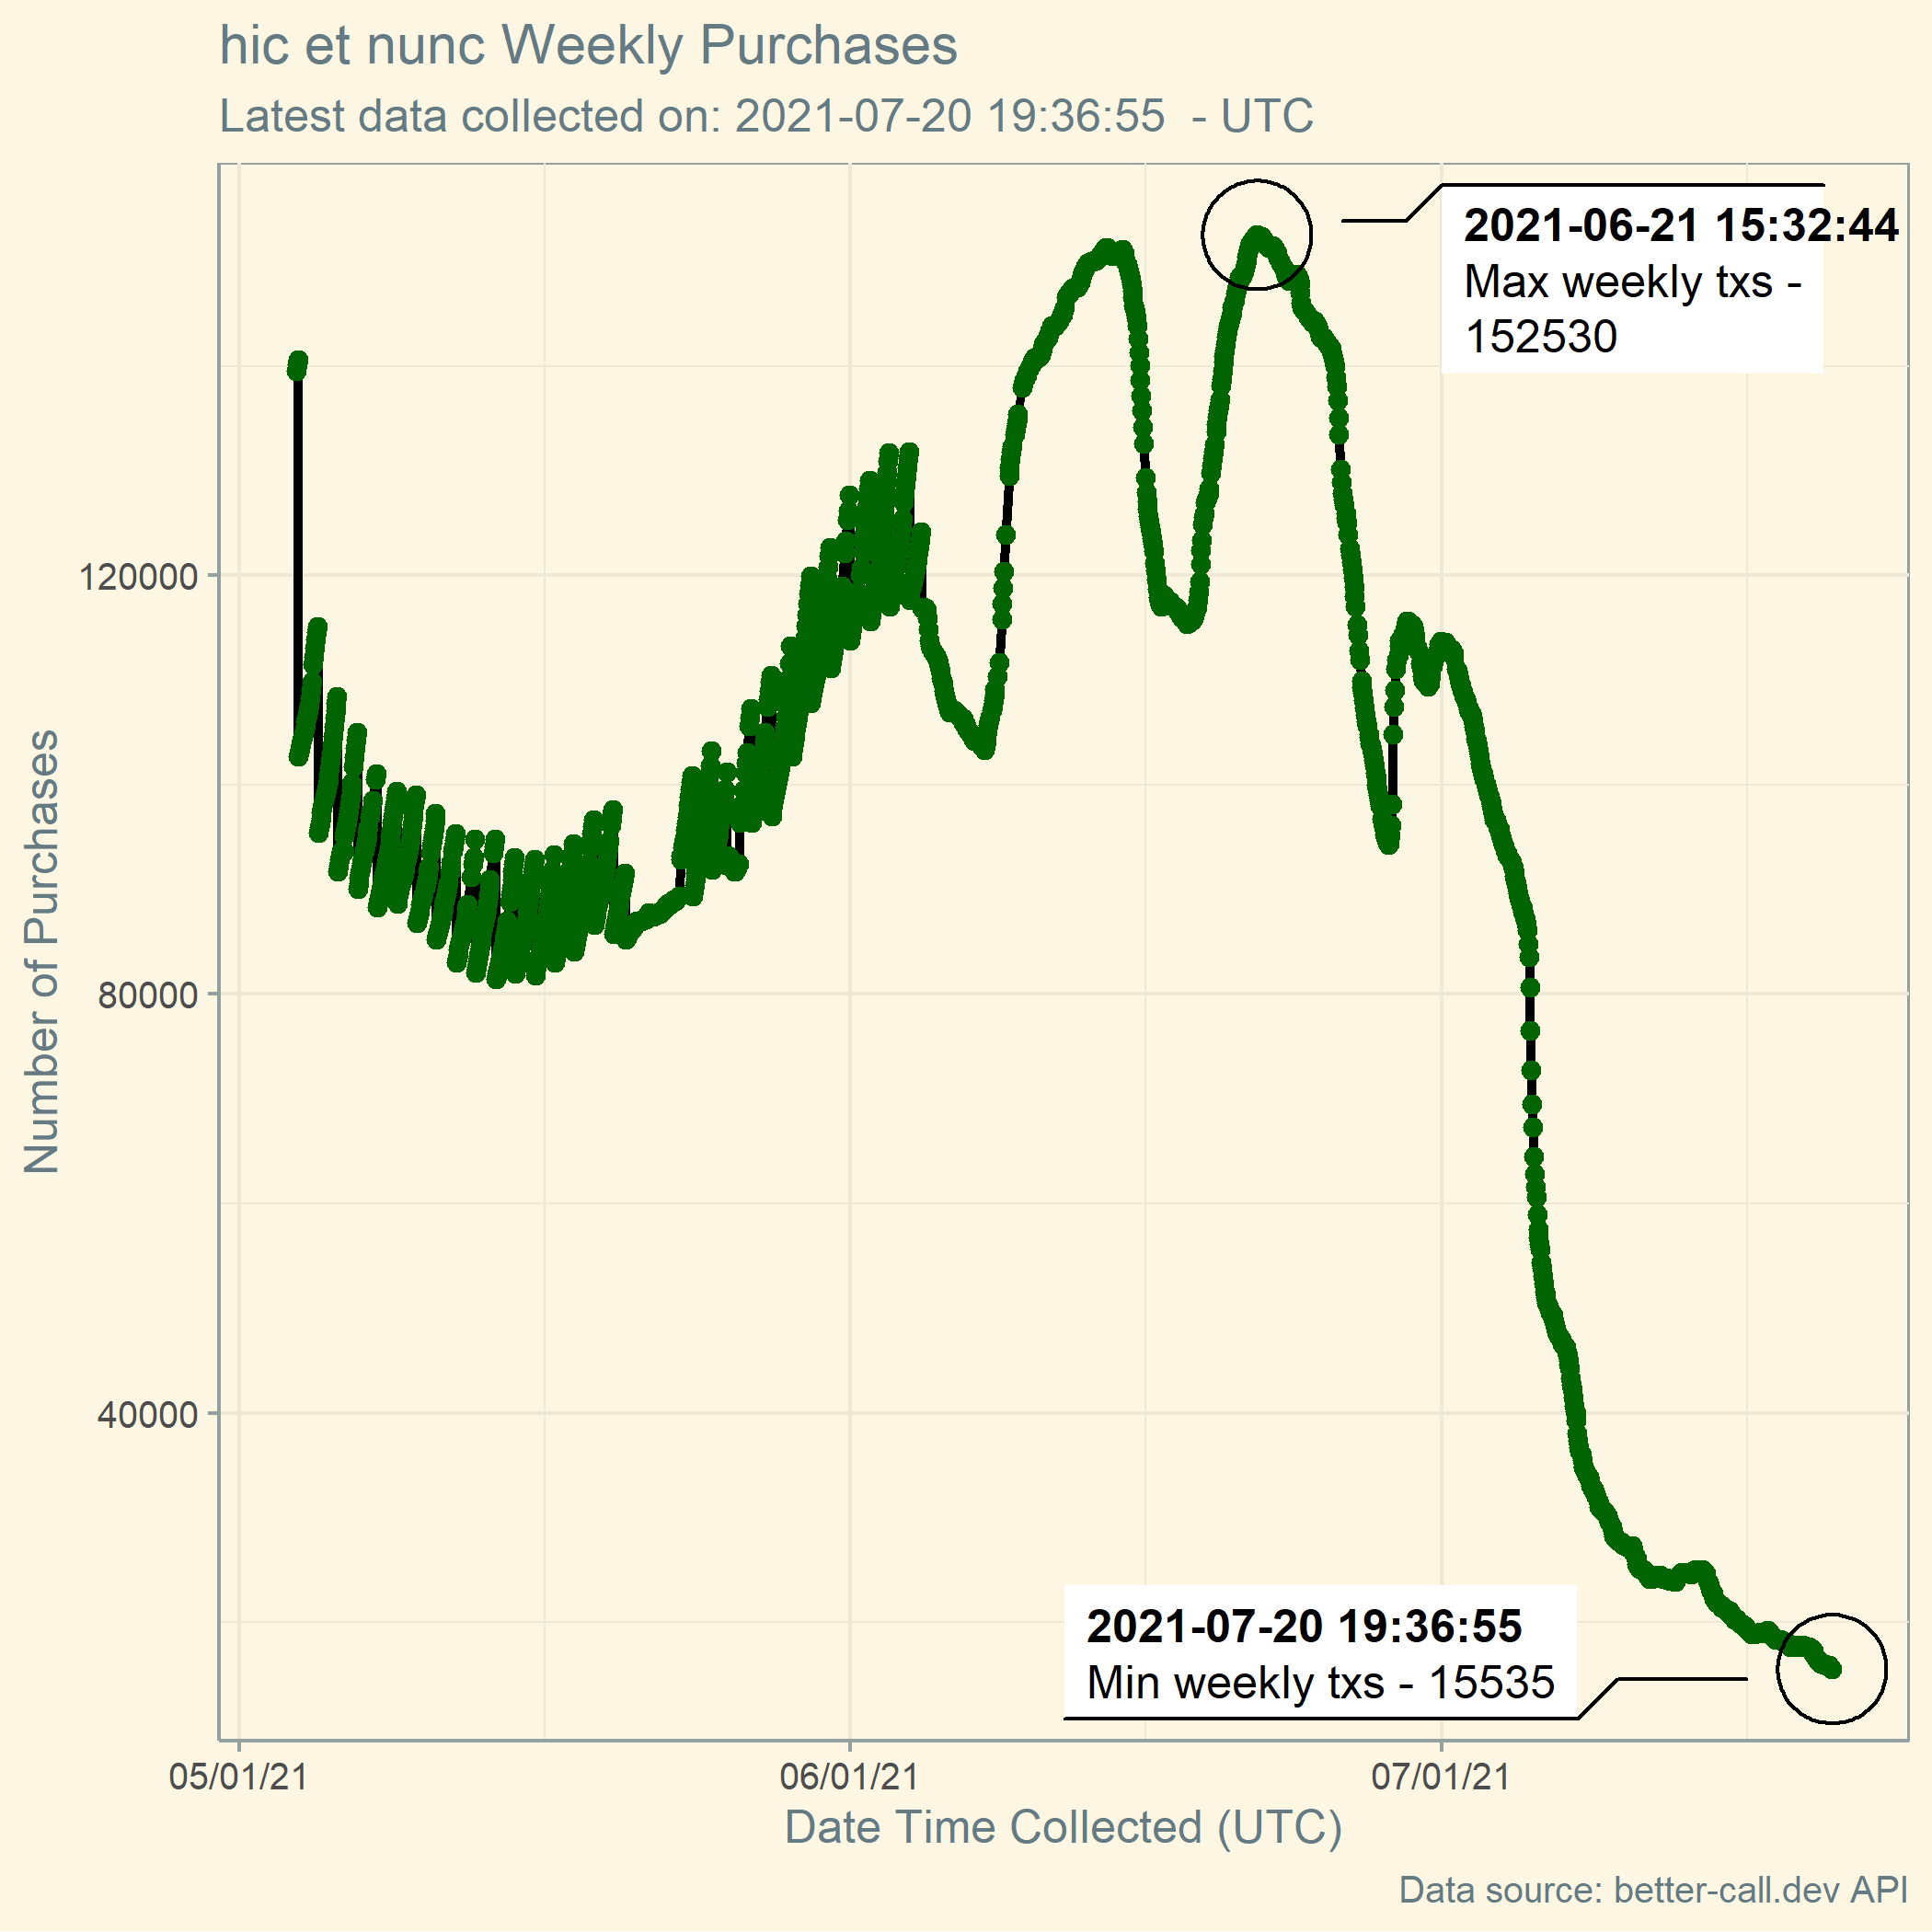 hic et nunc Weekly Purchases
Latest data collected on: 2021-07-20 19:36:55  - UTC
2021-06-21 15:32:44
Max weekly txs -
152530
120000
80000
40000
Number of Purchases
2021-07-20 19:36:55
Min weekly txs - 15535
05/01/21
06/01/21
07/01/21
Date Time Collected (UTC)
Data source: better-call.dev API